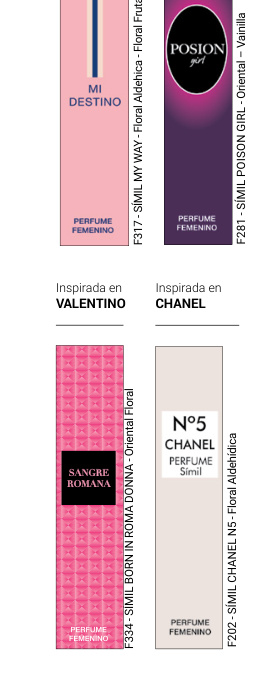 MI
DESTINO
PERFUME
FEMENINO
F317 - SÍMIL MY WAY - Floral Aldehica - Floral Fruta
POSION
girl
PERFUME
FEMENINO
F281 - SÍMIL POISON GIRL - Oriental – Vainilla
Inspirada en
VALENTINO
Inspirada en
CHANEL
SANGRE
ROMANA
PERFUME
FEMENINO
F334 - SIMIL BORN IN ROMA DONNA - Oriental Floral
Nº5
CHANEL
PERFUME
Símil
PERFUME
FEMENINO
F202 - SÍMIL CHANEL N5 - Floral Aldehídica